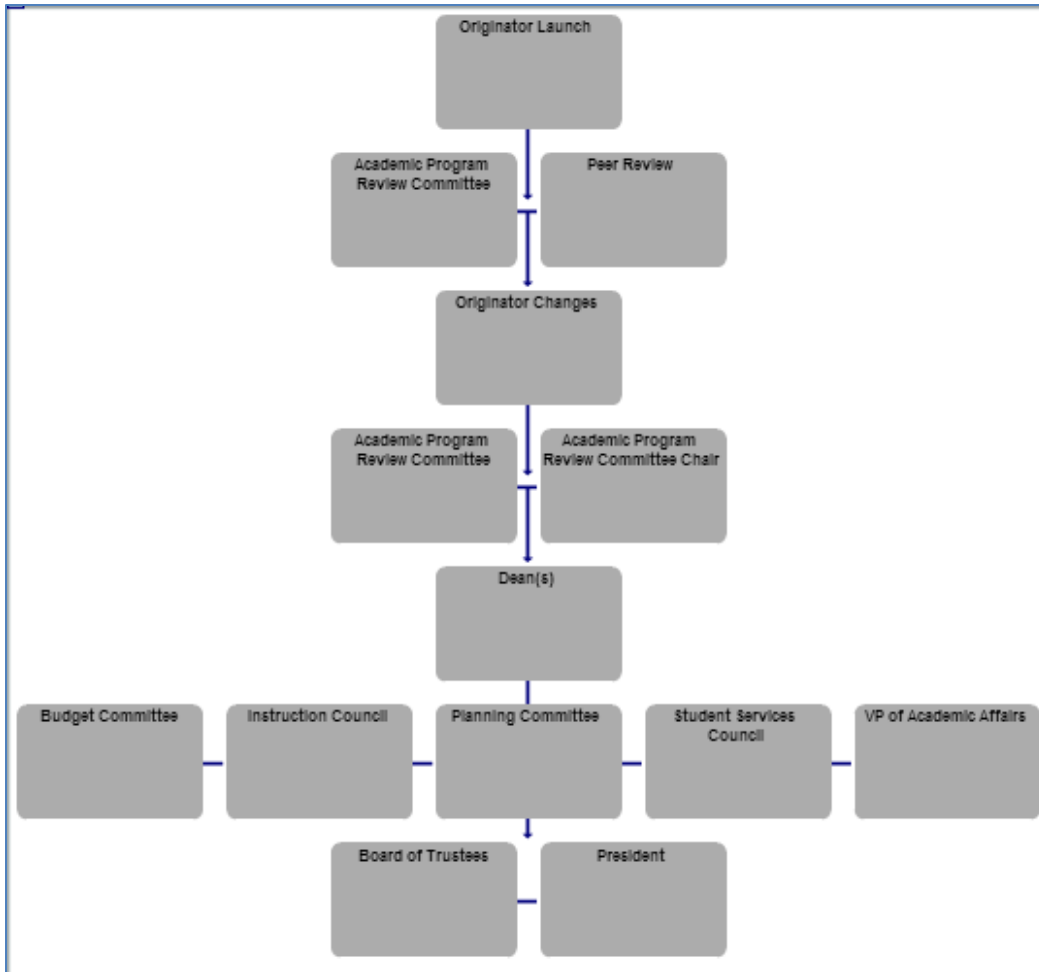 Originator Launch
Academic Program
Review Committee
Peer Review
Originator Changes
Academic Program
Review Committee
Academic Program
Review Committee Chair
Dean(s)
Budget Committee
Instruction Council
Planning Committee
Student Services
Council
VP of Academic Affairs
Board of Trustees
President